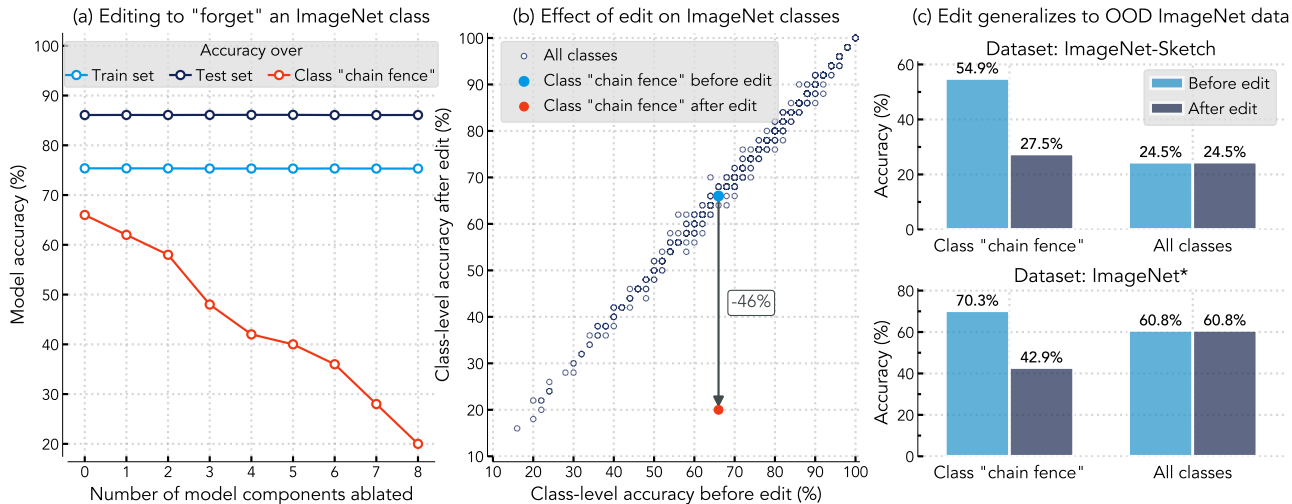 (a) Editing to "forget" an ImageNet class
Accuracy over
Train set Test set Class "chain fence"
Model accuracy (%)
100
90
80
70
60
50
40
30
20
0 1 2 3 4 5 6 7 8
Number of model components ablated
(b) Effect of edit on ImageNet classes
All classes
Class "chain fence" before edit
Class "chain fence" after edit
Class-level accuracy after edit (%)
100
90
80
70
60
50
40
30
20
10
-46%
10 20 30 40 50 60 70 80 90 100
Class-level accuracy before edit (%)
(c) Edit generalizes to OOD ImageNet data
Dataset: ImageNet-Sketch
Before edit
After edit
Accuracy (%)
60
40
20
0
54.9%
27.5%
24.5% 24.5%
Class "chain fence" All classes
Dataset: ImageNet*
Accuracy (%)
80
60
40
20
0
70.3%
42.9%
60.8% 60.8%
Class "chain fence" All classes